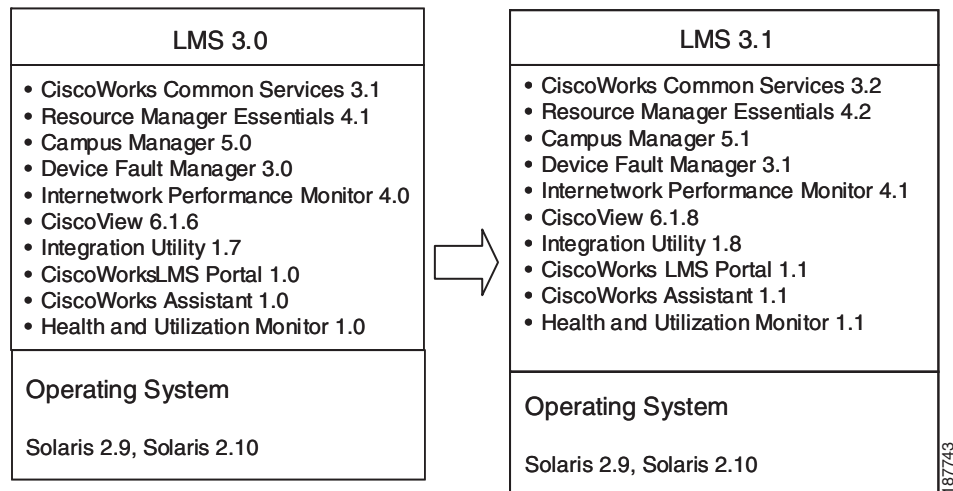 LMS 3.0
• CiscoWorks Common Services 3.1
• Resource Manager Essentials 4.1
• Campus Manager 5.0
• Device Fault Manager 3.0
• Internetwork Performance Monitor 4.0
• CiscoView 6.1.6
• Integration Utility 1.7
• CiscoWorksLMS Portal 1.0
• CiscoWorks Assistant 1.0
• Health and Utilization Monitor 1.0
Operating System
Solaris 2.9, Solaris 2.10
LMS 3.1
• CiscoWorks Common Services 3.2
• Resource Manager Essentials 4.2
• Campus Manager 5.1
• Device Fault Manager 3.1
• Internetwork Performance Monitor 4.1
• CiscoView 6.1.8
• Integration Utility 1.8
• CiscoWorks LMS Portal 1.1
• CiscoWorks Assistant 1.1
• Health and Utilization Monitor 1.1
Operating System
Solaris 2.9, Solaris 2.10
187743